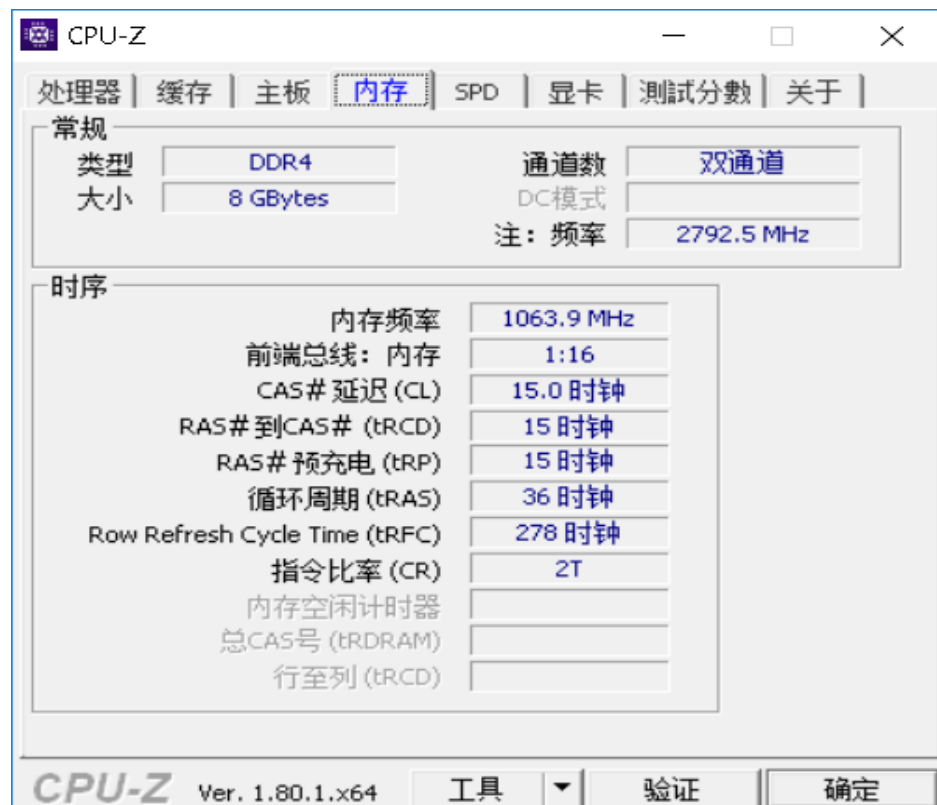 CPU-Z
处理器 缓存 主板 内存 SPD 显卡 測試分數 关于
常规
类型 DDR4 通道数 双通道
大小 8 GBytes DC模式
注：频率 2792.5 MHz
时序
内存频率 1063.9 MHz
前端总线：内存 1:16
CAS# 延迟 (CL) 15.0 时钟
RAS# 到CAS# (tRCD) 15 时钟
RAS# 预充电 (tRP) 15 时钟
循环周期 (tRAS) 36 时钟
Row Refresh Cycle Time (tRFC) 278 时钟
指令比率 (CR) 2T
内存空闲计时器
总CAS号 (tRDRAM)
行至列 (tRCD)
CPU-Z Ver. 1.80.1.x64 工具 验证 确定